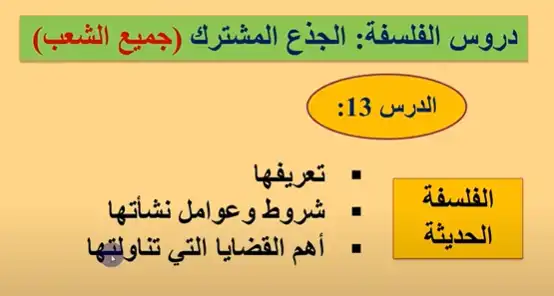 دروس الفلسفة: الجذع المشترك (جميع الشعب)
الدرس 13:
الفلسفة
الحديثة
▪ تعريفها
▪ شروط وعوامل نشأتها
▪ أهم القضايا التي تناولتها